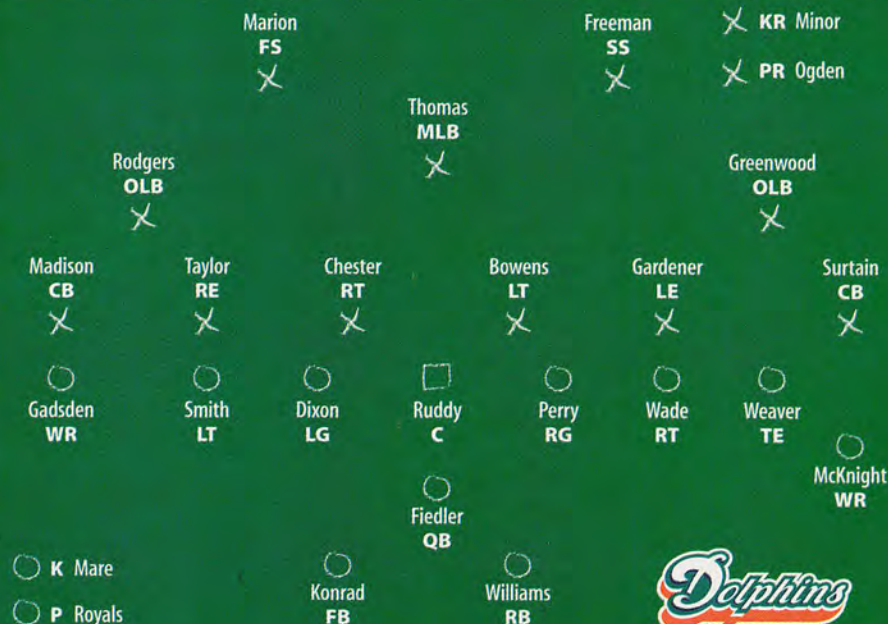 Marion
FS
Freeman
SS
KR Minor
PR Ogden
Thomas
MLB
Rodgers
OLB
Greenwood
OLB
Madison
CB
Taylor
RE
Chester
RT
Bowens
LT
Gardener
LE
Surtain
CB
Gadsden
WR
Smith
LT
Dixon
LG
Ruddy
C
Perry
RG
Wade
RT
Weaver
TE
McKnight
WR
Fiedler
QB
K Mare
P Royals
Konrad
FB
Williams
RB
Dolphins